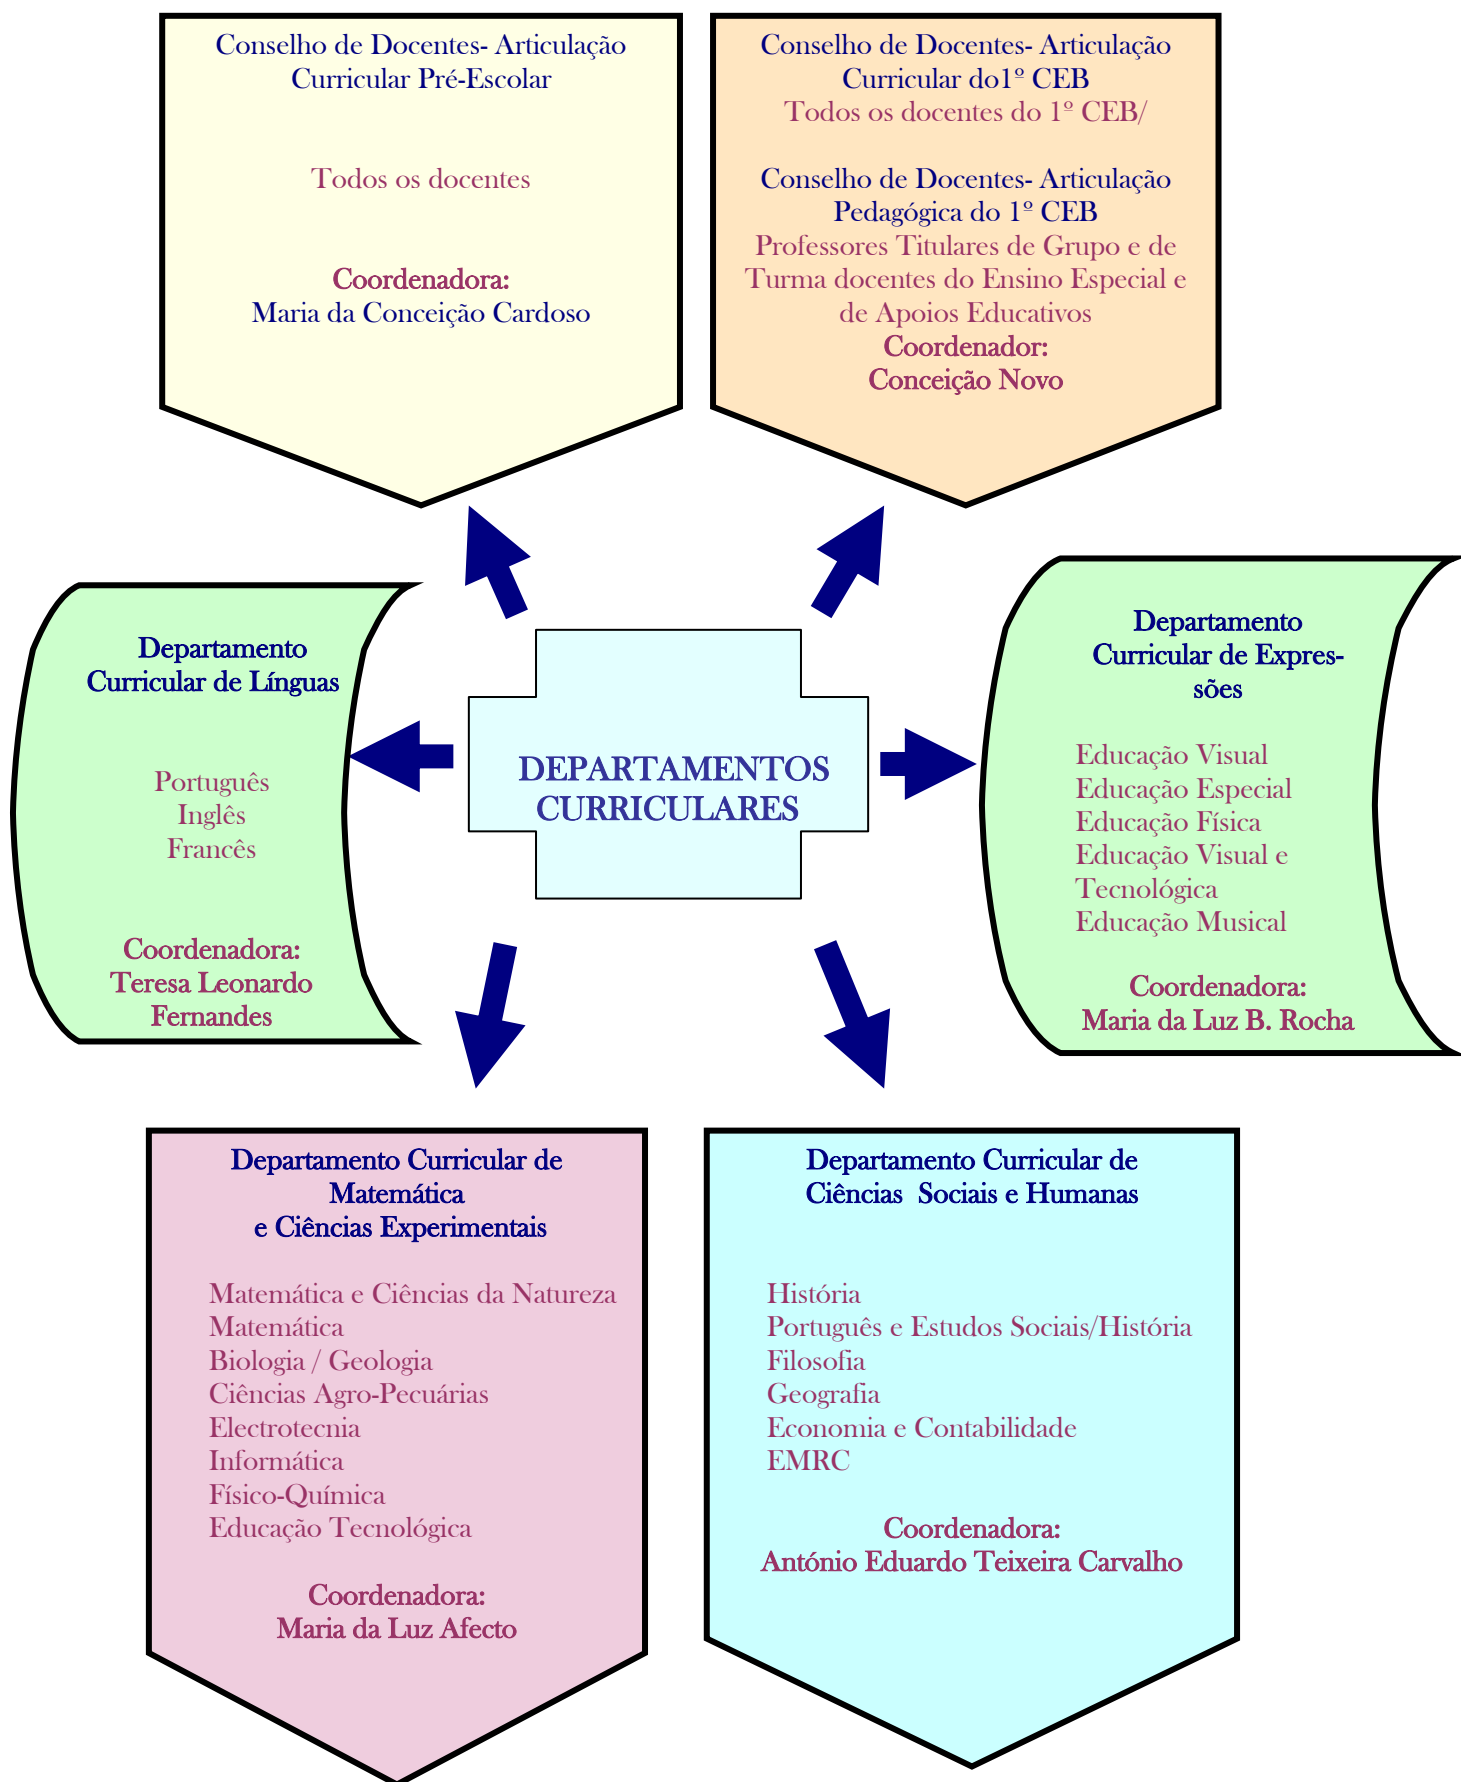 Conselho de Docentes- Articulação
Curricular Pré-Escolar
Todos os docentes
Coordenadora:
Maria da Conceição Cardoso
Conselho de Docentes- Articulação
Curricular do1º CEB
Todos os docentes do 1º CEB/
Conselho de Docentes- Articulação
Pedagógica do 1º CEB
Professores Titulares de Grupo e de
Turma docentes do Ensino Especial e
de Apoios Educativos
Coordenador:
Conceição Novo
Departamento
Curricular de Línguas
Português
Inglês
Francês
Coordenadora:
Teresa Leonardo
Fernandes
DEPARTAMENTOS
CURRICULARES
Departamento
Curricular de Expres-
sões
Educação Visual
Educação Especial
Educação Física
Educação Visual e
Tecnológica
Educação Musical
Coordenadora:
Maria da Luz B. Rocha
Departamento Curricular de
Matemática
e Ciências Experimentais
Matemática e Ciências da Natureza
Matemática
Biologia / Geologia
Ciências Agro-Pecuárias
Electrotecnia
Informática
Físico-Química
Educação Tecnológica
Coordenadora:
Maria da Luz Afecto
Departamento Curricular de
Ciências  Sociais e Humanas
História
Português e Estudos Sociais/História
Filosofia
Geografia
Economia e Contabilidade
EMRC
Coordenadora:
António Eduardo Teixeira Carvalho